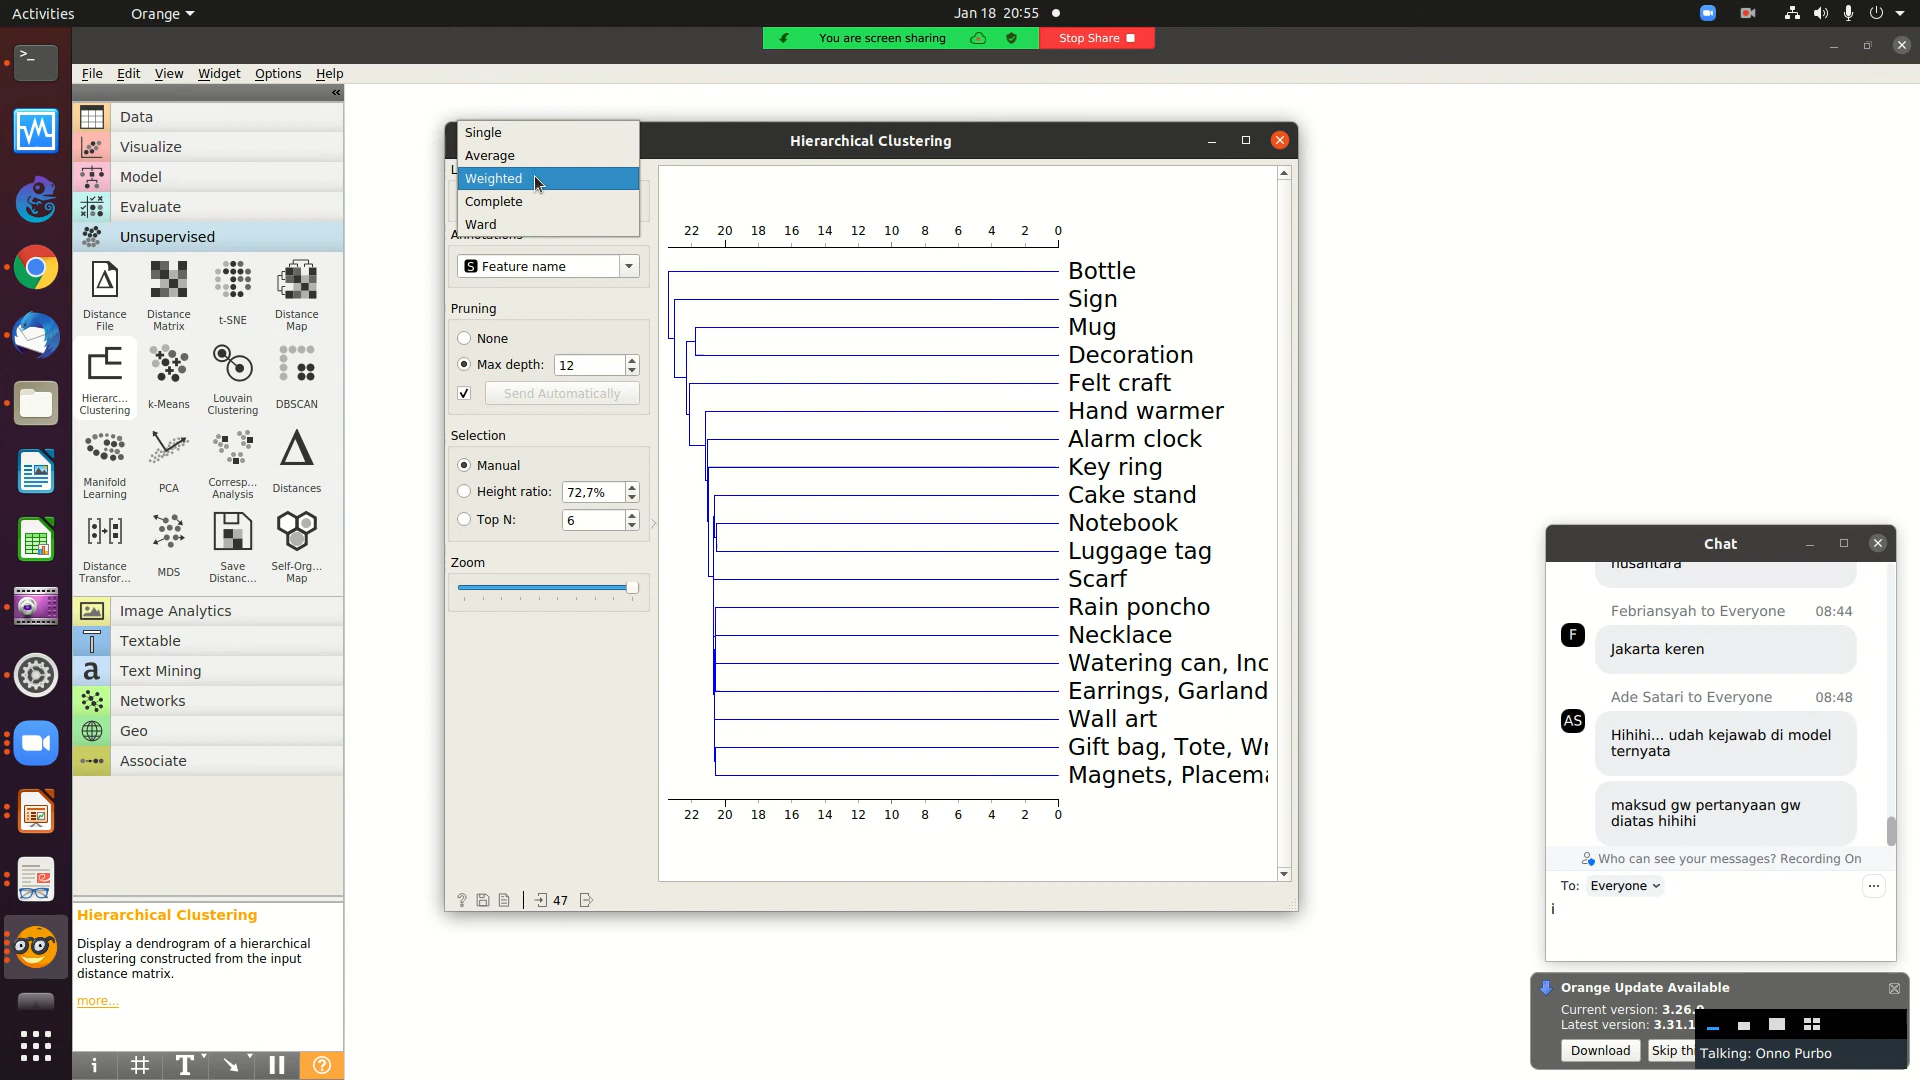 Activities
Orange
Jan 18 20:55
You are screen sharing
Stop Share
File Edit View Widget Options Help
Data
Visualize
Model
Evaluate
Unsupervised
Distance File
Distance Matrix
t-SNE
Distance Map
Hierarc... Clustering
k-Means
Louvain Clustering
DBSCAN
Manifold Learning
PCA
Corresp... Analysis
Distances
Distance Transfor...
MDS
Save Distanc...
Self-Org... Map
Image Analytics
Textable
Text Mining
Networks
Geo
Associate
Hierarchical Clustering
Display a dendrogram of a hierarchical
clustering constructed from the input
distance matrix.
more...
Hierarchical Clustering
Single
Average
Weighted
Complete
Ward
S Feature name
Pruning
None
Max depth: 12
Send Automatically
Selection
Manual
Height ratio: 72,7%
Top N: 6
Zoom
22 20 18 16 14 12 10 8 6 4 2 0
Bottle
Sign
Mug
Decoration
Felt craft
Hand warmer
Alarm clock
Key ring
Cake stand
Notebook
Luggage tag
Scarf
Rain poncho
Necklace
Watering can, Inc
Earrings, Garland
Wall art
Gift bag, Tote, Wr
Magnets, Placema
22 20 18 16 14 12 10 8 6 4 2 0
47
Chat
nusantara
Febriansyah to Everyone 08:44
F
Jakarta keren
Ade Satari to Everyone 08:48
AS
Hihihi... udah kejawab di model
ternyata
maksud gw pertanyaan gw
diatas hihihi
Who can see your messages? Recording On
To: Everyone
i
Orange Update Available
Current version: 3.26.
Latest version: 3.31.1
Download
Skip th
Talking: Onno Purbo